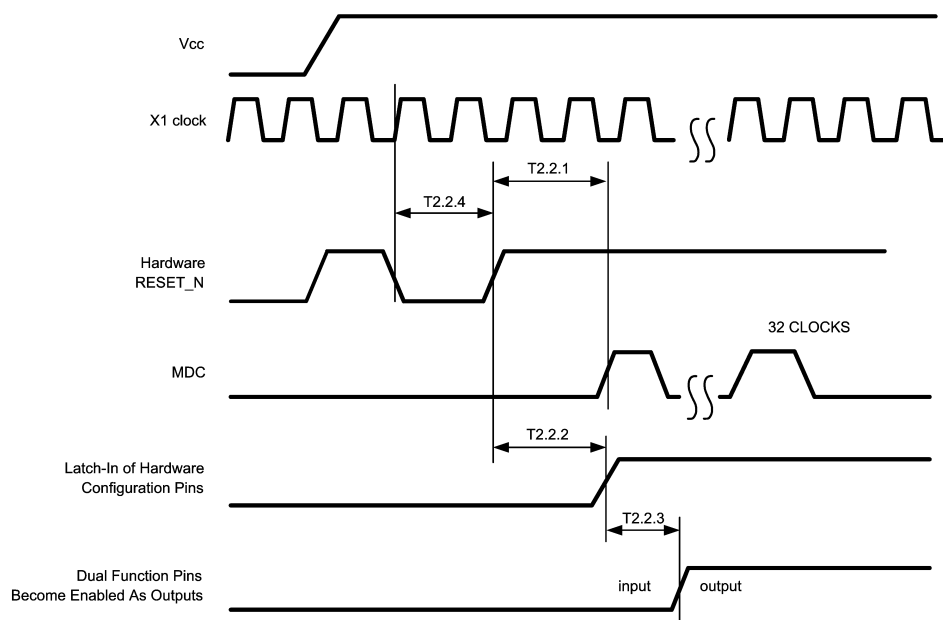 Vcc
X1 clock
T2.2.1
T2.2.4
Hardware
RESET_N
32 CLOCKS
MDC
T2.2.2
Latch-In of Hardware
Configuration Pins
T2.2.3
Dual Function Pins
Become Enabled As Outputs
input
output